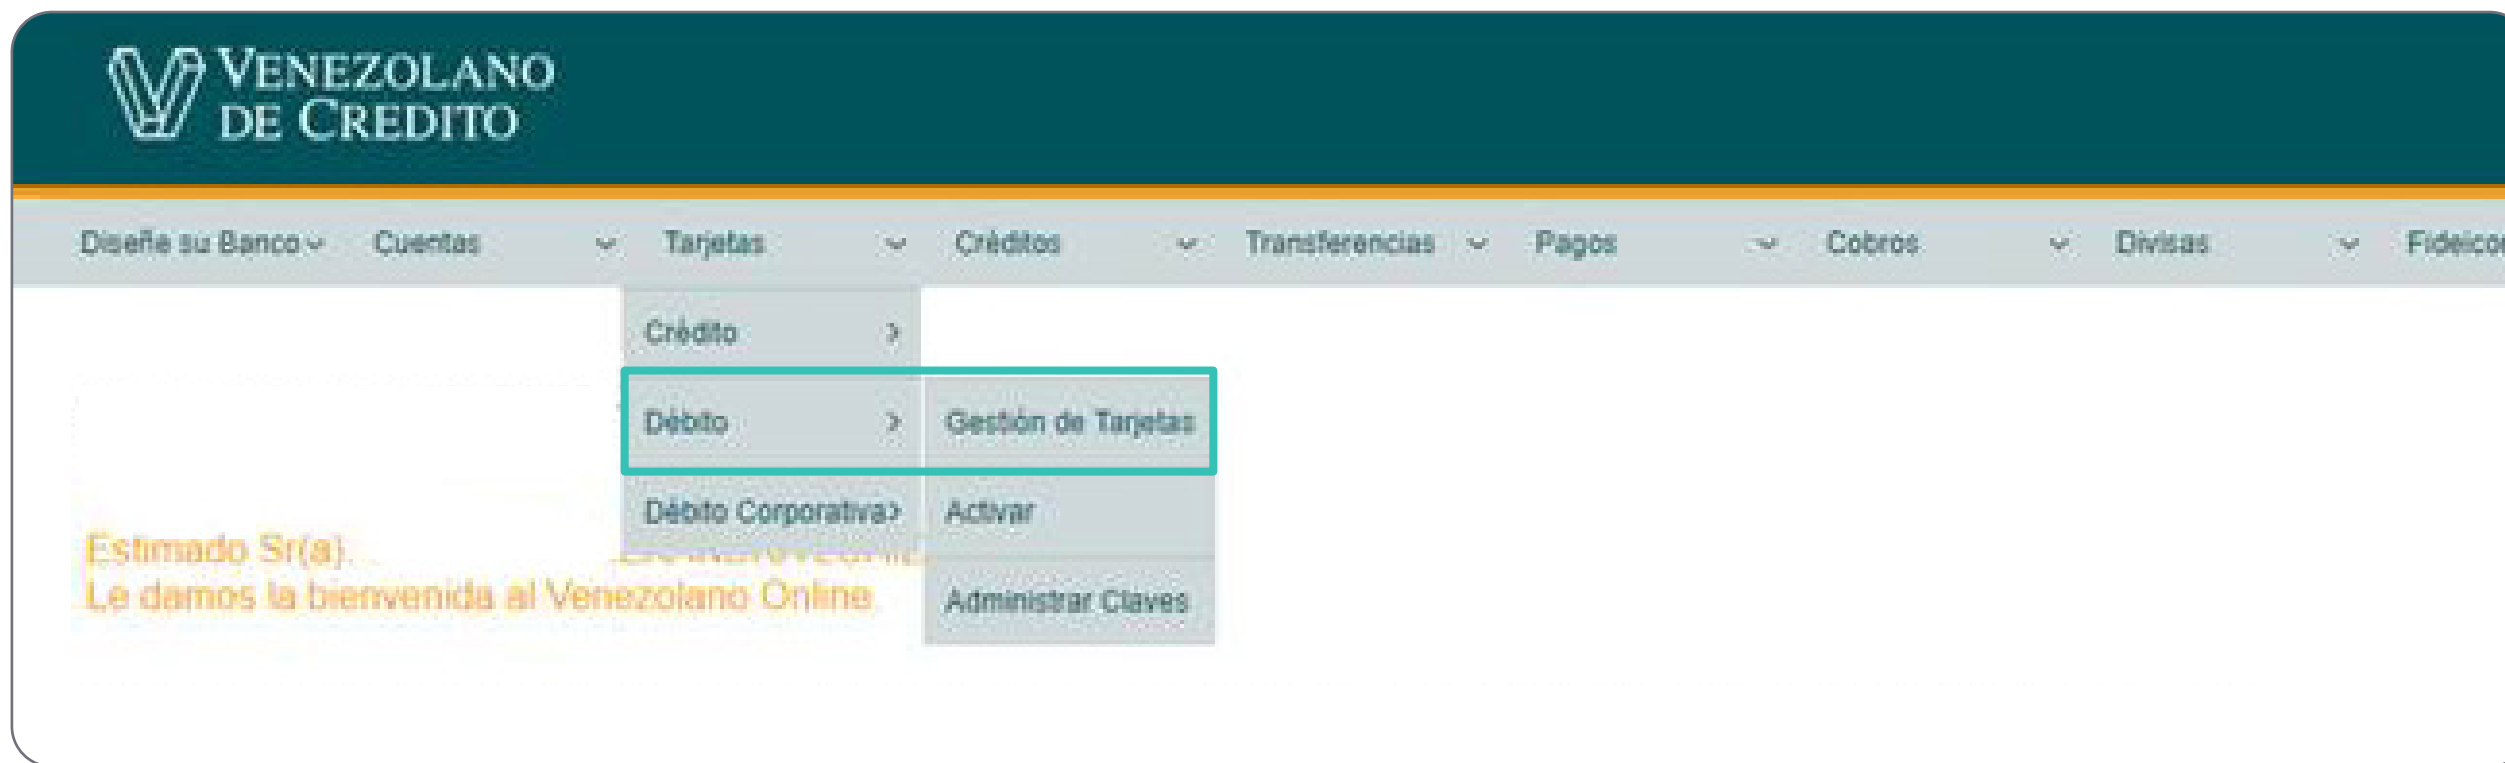 VENEZOLANO
DE CREDITO
Diseñe su Banco Cuentas Tarjetas Créditos Transferencias Pagos Cobros Divisas Fideicom
Crédito
Débito Gestión de Tarjetas
Débito Corporativa Activar
Estimado Sr(a).
Le damos la bienvenida al Venezolano Online
Administrar Claves